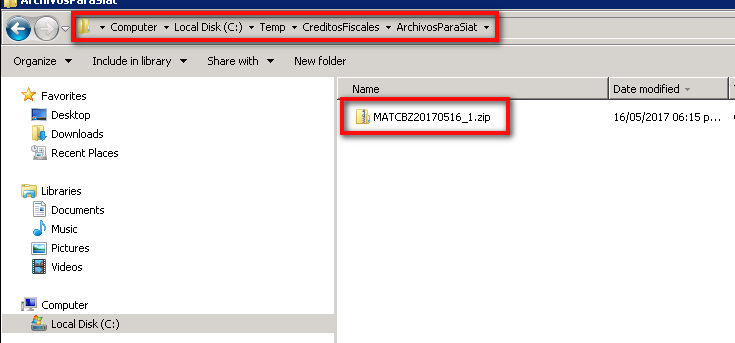 ArchivosParaSiat
Computer Local Disk (C:) Temp CreditosFiscales ArchivosParaSiat
Organize Include in library Share with New folder
Name Date modified
MATCBZ20170516_1.zip 16/05/2017 06:15 p...
Favorites
Desktop
Downloads
Recent Places
Libraries
Documents
Music
Pictures
Videos
Computer
Local Disk (C:)